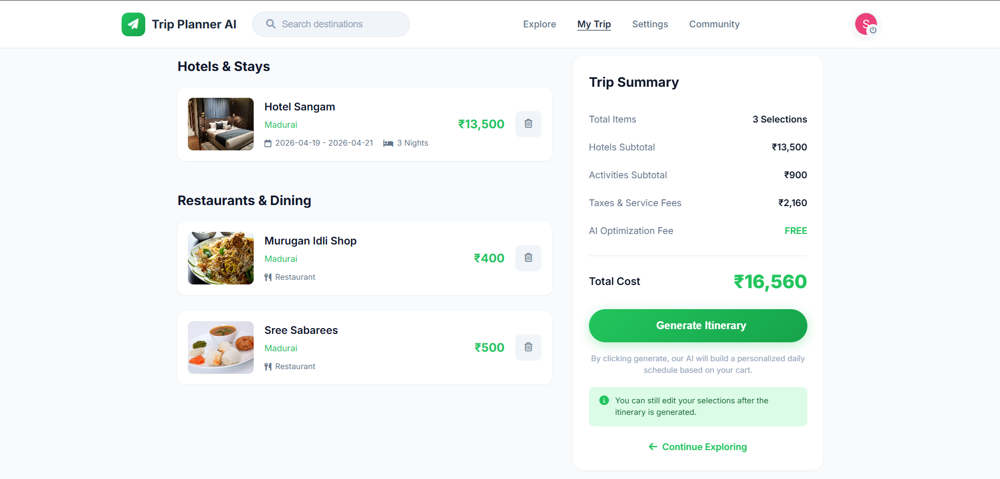 Trip Planner AI
Search destinations
Explore
My Trip
Settings
Community
S
Hotels & Stays
Hotel Sangam
Madurai
2026-04-19 - 2026-04-21
3 Nights
₹13,500
Restaurants & Dining
Murugan Idli Shop
Madurai
Restaurant
₹400
Sree Sabarees
Madurai
Restaurant
₹500
Trip Summary
Total Items
3 Selections
Hotels Subtotal
₹13,500
Activities Subtotal
₹900
Taxes & Service Fees
₹2,160
AI Optimization Fee
FREE
Total Cost
₹16,560
Generate Itinerary
By clicking generate, our AI will build a personalized daily
schedule based on your cart.
You can still edit your selections after the
itinerary is generated.
← Continue Exploring